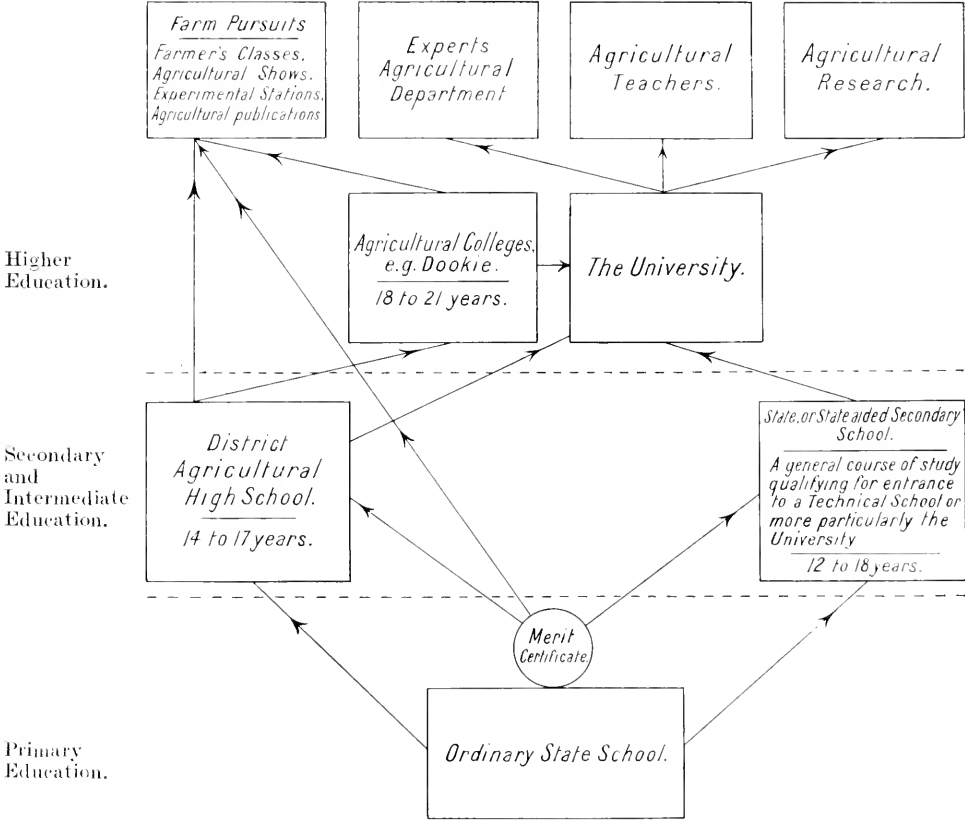 Farm Pursuits
Farmer's Classes.
Agricultural Shows.
Experimental Stations.
Agricultural publications
Experts
Agricultural
Department
Agricultural
Teachers.
Agricultural
Research.
Higher
Education.
Agricultural Colleges,
e.g. Dookie.
18 to 21 years.
The University.
Secondary
and
Intermediate
Education.
District
Agricultural
High School.
14 to 17 years.
State, or State aided Secondary
School.
A general course of study
qualifying for entrance
to a Technical School or
more particularly the
University
12 to 18 years.
Merit
Certificate.
Primary
Education.
Ordinary State School.